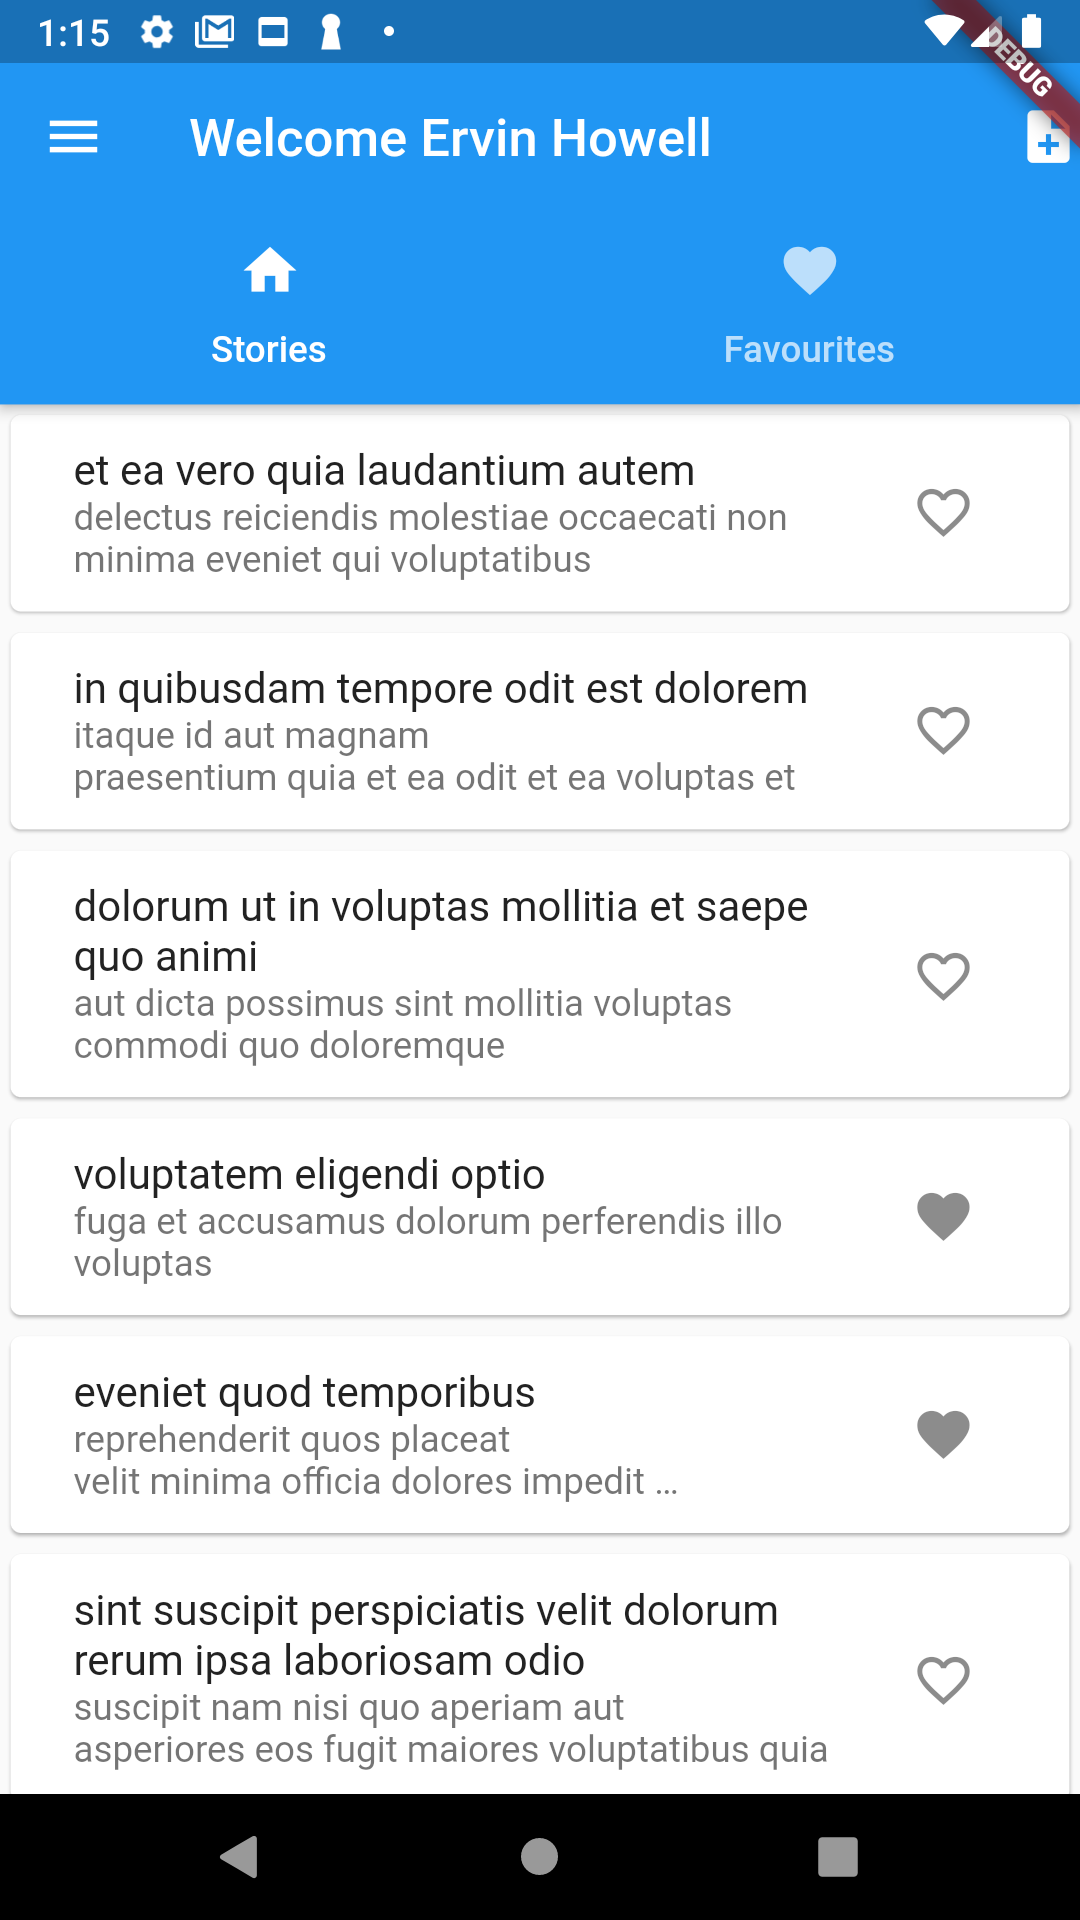 1:15
DEBUG
Welcome Ervin Howell
Stories
Favourites
et ea vero quia laudantium autem
delectus reiciendis molestiae occaecati non
minima eveniet qui voluptatibus
in quibusdam tempore odit est dolorem
itaque id aut magnam
praesentium quia et ea odit et ea voluptas et
dolorum ut in voluptas mollitia et saepe
quo animi
aut dicta possimus sint mollitia voluptas
commodi quo doloremque
voluptatem eligendi optio
fuga et accusamus dolorum perferendis illo
voluptas
eveniet quod temporibus
reprehenderit quos placeat
velit minima officia dolores impedit ...
sint suscipit perspiciatis velit dolorum
rerum ipsa laboriosam odio
suscipit nam nisi quo aperiam aut
asperiores eos fugit maiores voluptatibus quia